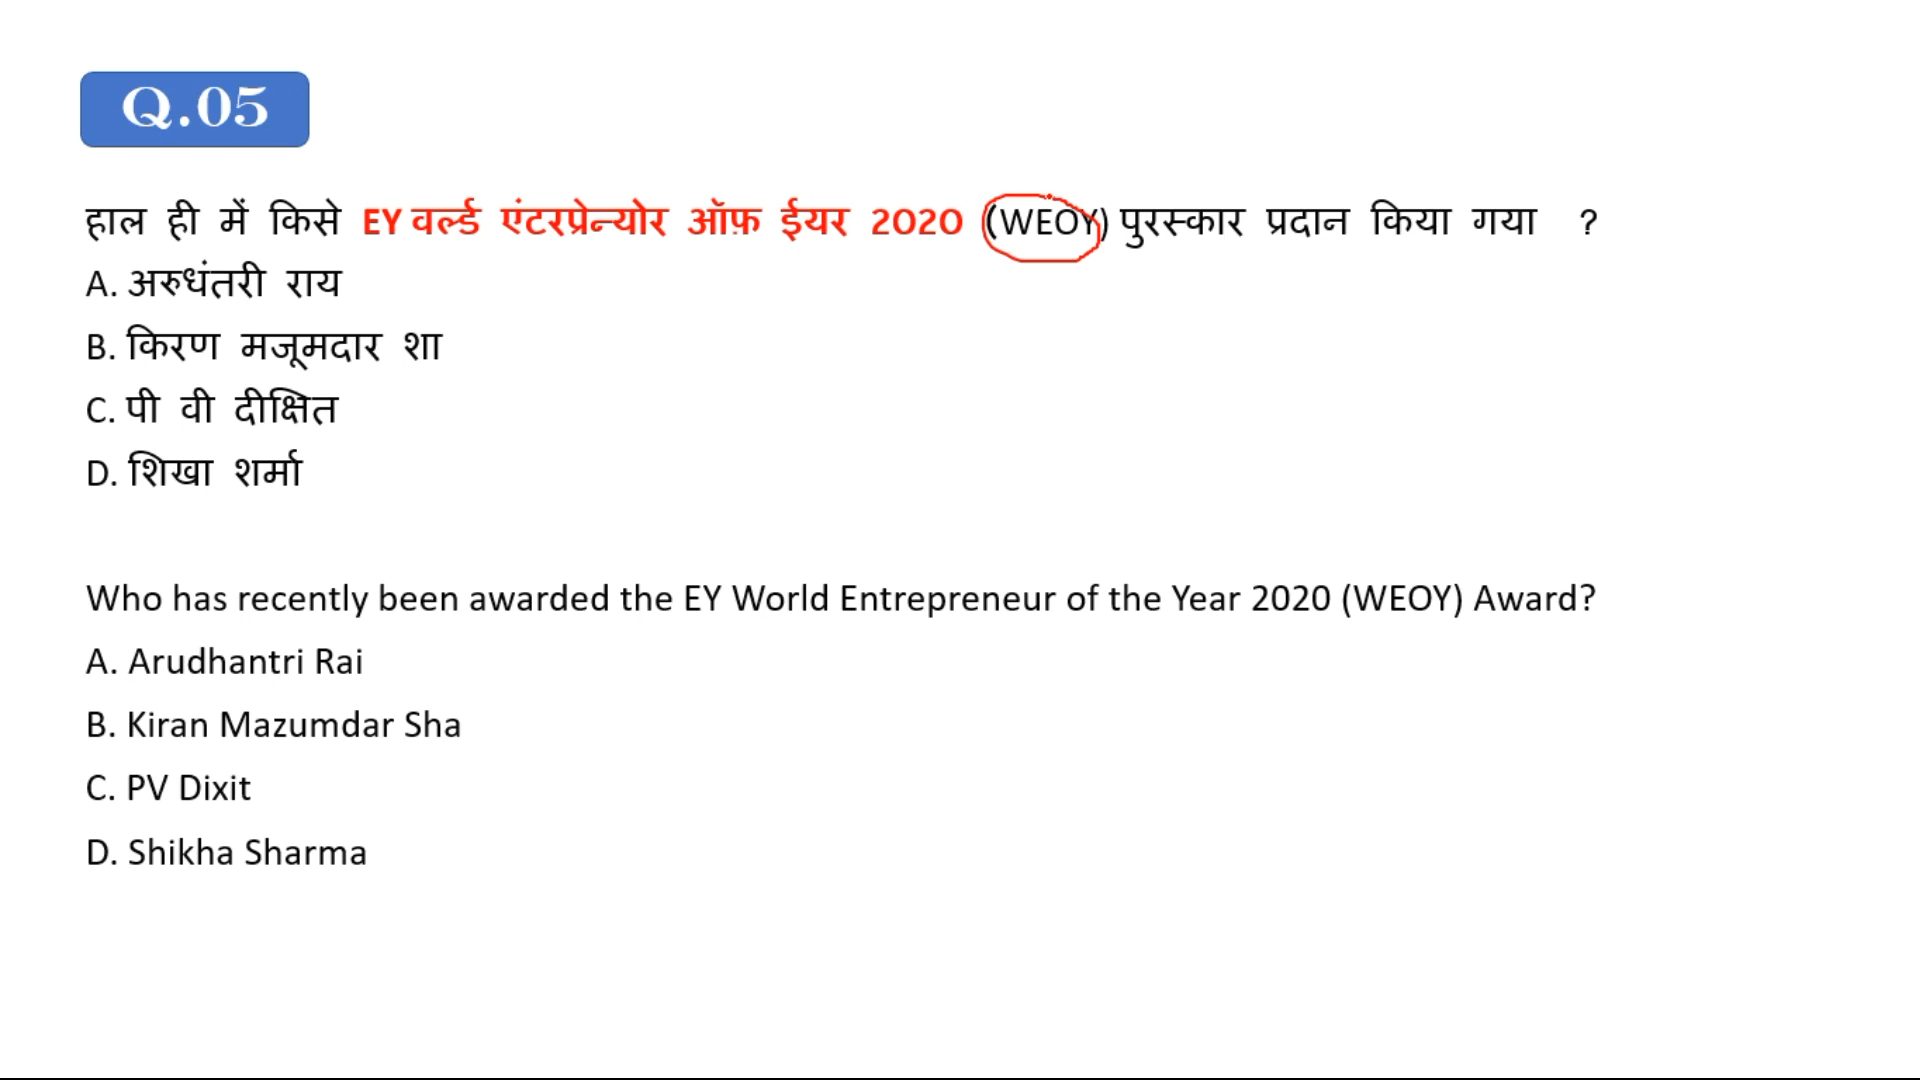 Q.05
हाल ही में किसे EY वर्ल्ड एंटरप्रेन्योर ऑफ़ ईयर 2020 (WEOY) पुरस्कार प्रदान किया गया ?
A. अरुधंतरी राय
B. किरण मजूमदार शा
C. पी वी दीक्षित
D. शिखा शर्मा
Who has recently been awarded the EY World Entrepreneur of the Year 2020 (WEOY) Award?
A. Arudhantri Rai
B. Kiran Mazumdar Sha
C. PV Dixit
D. Shikha Sharma